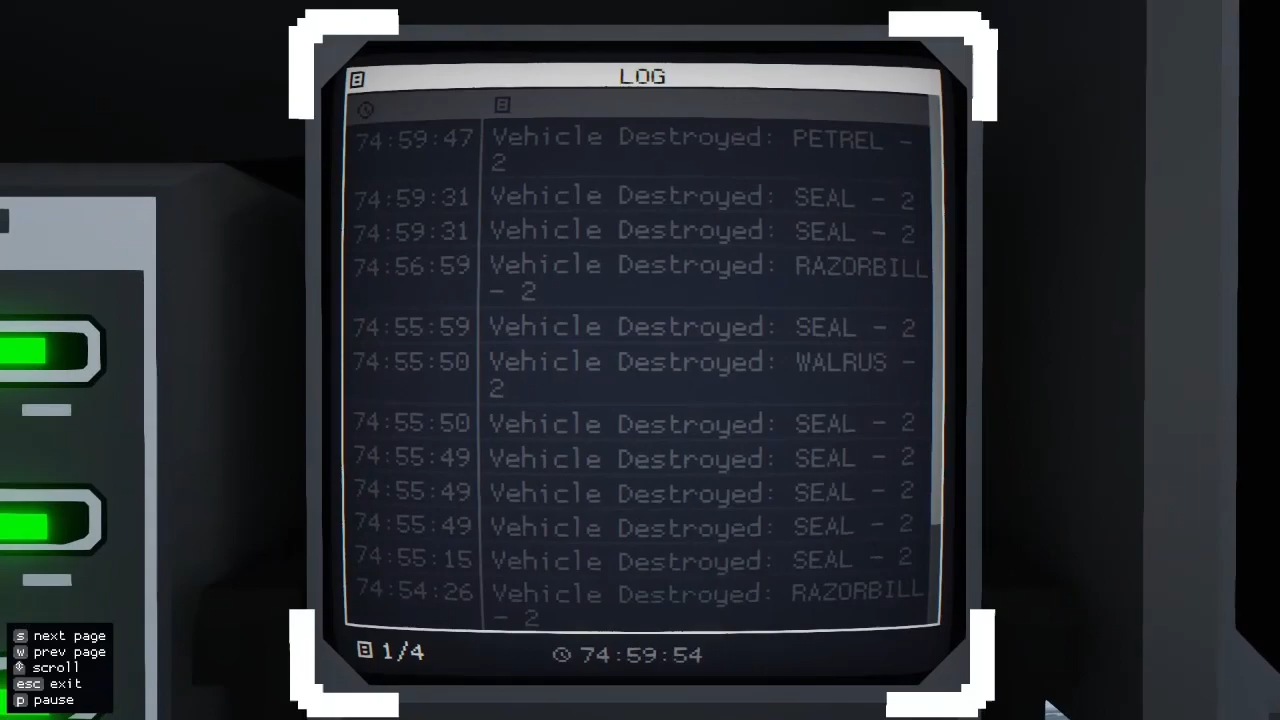 LOG
74:59:47 Vehicle Destroyed: PETREL -
2
74:59:31 Vehicle Destroyed: SEAL - 2
74:59:31 Vehicle Destroyed: SEAL - 2
74:56:59 Vehicle Destroyed: RAZORBILL
- 2
74:55:59 Vehicle Destroyed: SEAL - 2
74:55:50 Vehicle Destroyed: WALRUS -
2
74:55:50 Vehicle Destroyed: SEAL - 2
74:55:49 Vehicle Destroyed: SEAL - 2
74:55:49 Vehicle Destroyed: SEAL - 2
74:55:49 Vehicle Destroyed: SEAL - 2
74:55:15 Vehicle Destroyed: SEAL - 2
74:54:26 Vehicle Destroyed: RAZORBILL
- 2
1/4 74:59:54
s next page
w prev page
scroll
esc exit
p pause